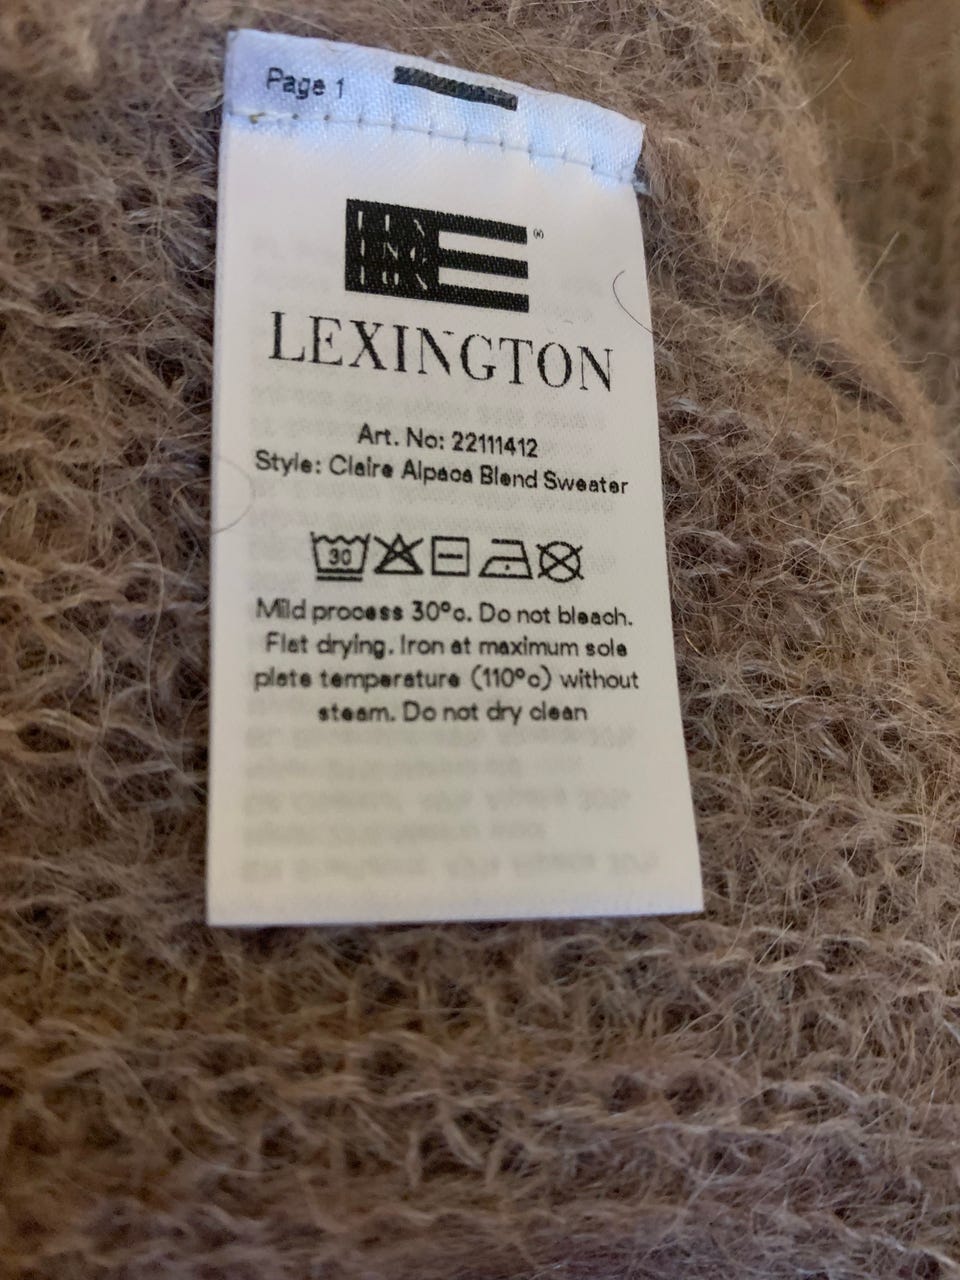 Page 1
LEXINGTON
Art. No: 22111412
Style: Claire Alpaca Blend Sweater
30
Mild process 30°c. Do not bleach.
Flat drying. Iron at maximum sole
plate temperature (110°c) without
steam. Do not dry clean